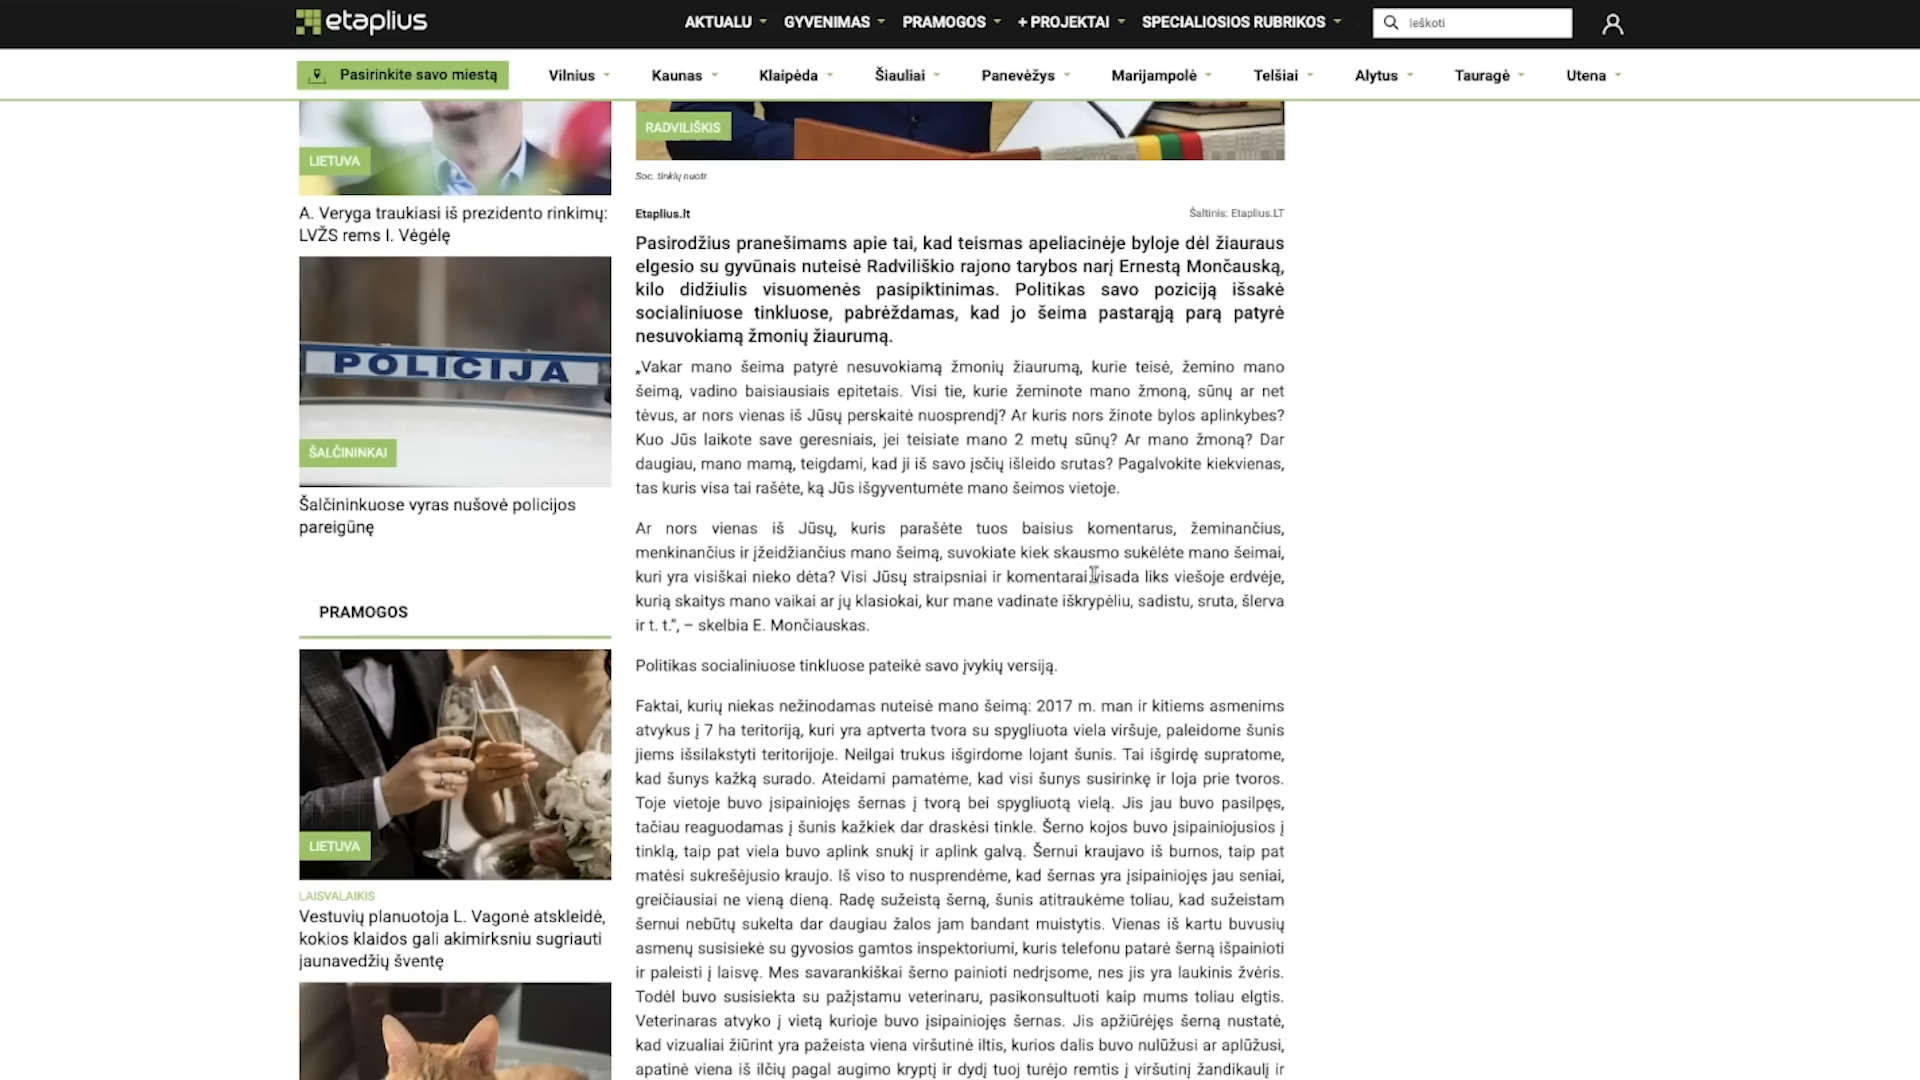 etaplius
AKTUALU GYVENIMAS PRAMOGOS + PROJEKTAI SPECIALIOSIOS RUBRIKOS Ieškoti
Pasirinkite savo miestą Vilnius Kaunas Klaipėda Šiauliai Panevėžys Marijampolė Telšiai Alytus Tauragė Utena
LIETUVA
A. Veryga traukiasi iš prezidento rinkimų:
LVŽS rems I. Vėgėlę
POLICIJA
ŠALČININKAI
Šalčininkuose vyras nušovė policijos
pareigūnę
PRAMOGOS
LIETUVA
LAISVALAIKIS
Vestuvių planuotoja L. Vagonė atskleidė,
kokios klaidos gali akimirksniu sugriauti
jaunavedžių šventę
RADVILIŠKIS
Soc. tinklų nuotr.
Etaplius.lt Šaltinis: Etaplius.LT
Pasirodžius pranešimams apie tai, kad teismas apeliacinėje byloje dėl žiauraus
elgesio su gyvūnais nuteisė Radviliškio rajono tarybos narį Ernestą Mončauską,
kilo didžiulis visuomenės pasipiktinimas. Politikas savo poziciją išsakė
socialiniuose tinkluose, pabrėždamas, kad jo šeima pastarąją parą patyrė
nesuvokiamą žmonių žiaurumą.
„Vakar mano šeima patyrė nesuvokiamą žmonių žiaurumą, kurie teisė, žemino mano
šeimą, vadino baisiausiais epitetais. Visi tie, kurie žeminote mano žmoną, sūnų ar net
tėvus, ar nors vienas iš Jūsų perskaitė nuosprendį? Ar kuris nors žinote bylos aplinkybes?
Kuo Jūs laikote save geresniais, jei teisiate mano 2 metų sūnų? Ar mano žmoną? Dar
daugiau, mano mamą, teigdami, kad ji iš savo įsčių išleido srutas? Pagalvokite kiekvienas,
tas kuris visa tai rašėte, ką Jūs išgyventumėte mano šeimos vietoje.
Ar nors vienas iš Jūsų, kuris parašėte tuos baisius komentarus, žeminančius,
menkinančius ir įžeidžiančius mano šeimą, suvokiate kiek skausmo sukėlėte mano šeimai,
kuri yra visiškai nieko dėta? Visi Jūsų straipsniai ir komentarai visada liks viešoje erdvėje,
kurią skaitys mano vaikai ar jų klasiokai, kur mane vadinate iškrypėliu, sadistu, sruta, šlerva
ir t. t.“, – skelbia E. Mončiauskas.
Politikas socialiniuose tinkluose pateikė savo įvykių versiją.
Faktai, kurių niekas nežinodamas nuteisė mano šeimą: 2017 m. man ir kitiems asmenims
atvykus į 7 ha teritoriją, kuri yra aptverta tvora su spygliuota viela viršuje, paleidome šunis
jiems išsilakstyti teritorijoje. Neilgai trukus išgirdome lojant šunis. Tai išgirdę supratome,
kad šunys kažką surado. Ateidami pamatėme, kad visi šunys susirinkę ir loja prie tvoros.
Toje vietoje buvo įsipainiojęs šernas į tvorą bei spygliuotą vielą. Jis jau buvo pasilpęs,
tačiau reaguodamas į šunis kažkiek dar draskėsi tinkle. Šerno kojos buvo įsipainiojusios į
tinklą, taip pat viela buvo aplink snukį ir aplink galvą. Šernui kraujavo iš burnos, taip pat
matėsi sukrešėjusio kraujo. Iš viso to nusprendėme, kad šernas yra įsipainiojęs jau seniai,
greičiausiai ne vieną dieną. Radę sužeistą šerną, šunis atitraukėme toliau, kad sužeistam
šernui nebūtų sukelta dar daugiau žalos jam bandant muistytis. Vienas iš kartu buvusių
asmenų susisiekė su gyvosios gamtos inspektoriumi, kuris telefonu patarė šerną išpainioti
ir paleisti į laisvę. Mes savarankiškai šerno painioti nedrįsome, nes jis yra laukinis žvėris.
Todėl buvo susisiekta su pažįstamu veterinaru, pasikonsultuoti kaip mums toliau elgtis.
Veterinaras atvyko į vietą kurioje buvo įsipainiojęs šernas. Jis apžiūrėjęs šerną nustatė,
kad vizualiai žiūrint yra pažeista viena viršutinė iltis, kurios dalis buvo nulūžusi ar aplūžusi,
apatinė viena iš ilčių pagal augimo kryptį ir dydį tuoj turėjo remtis į viršutinį žandikaulį ir